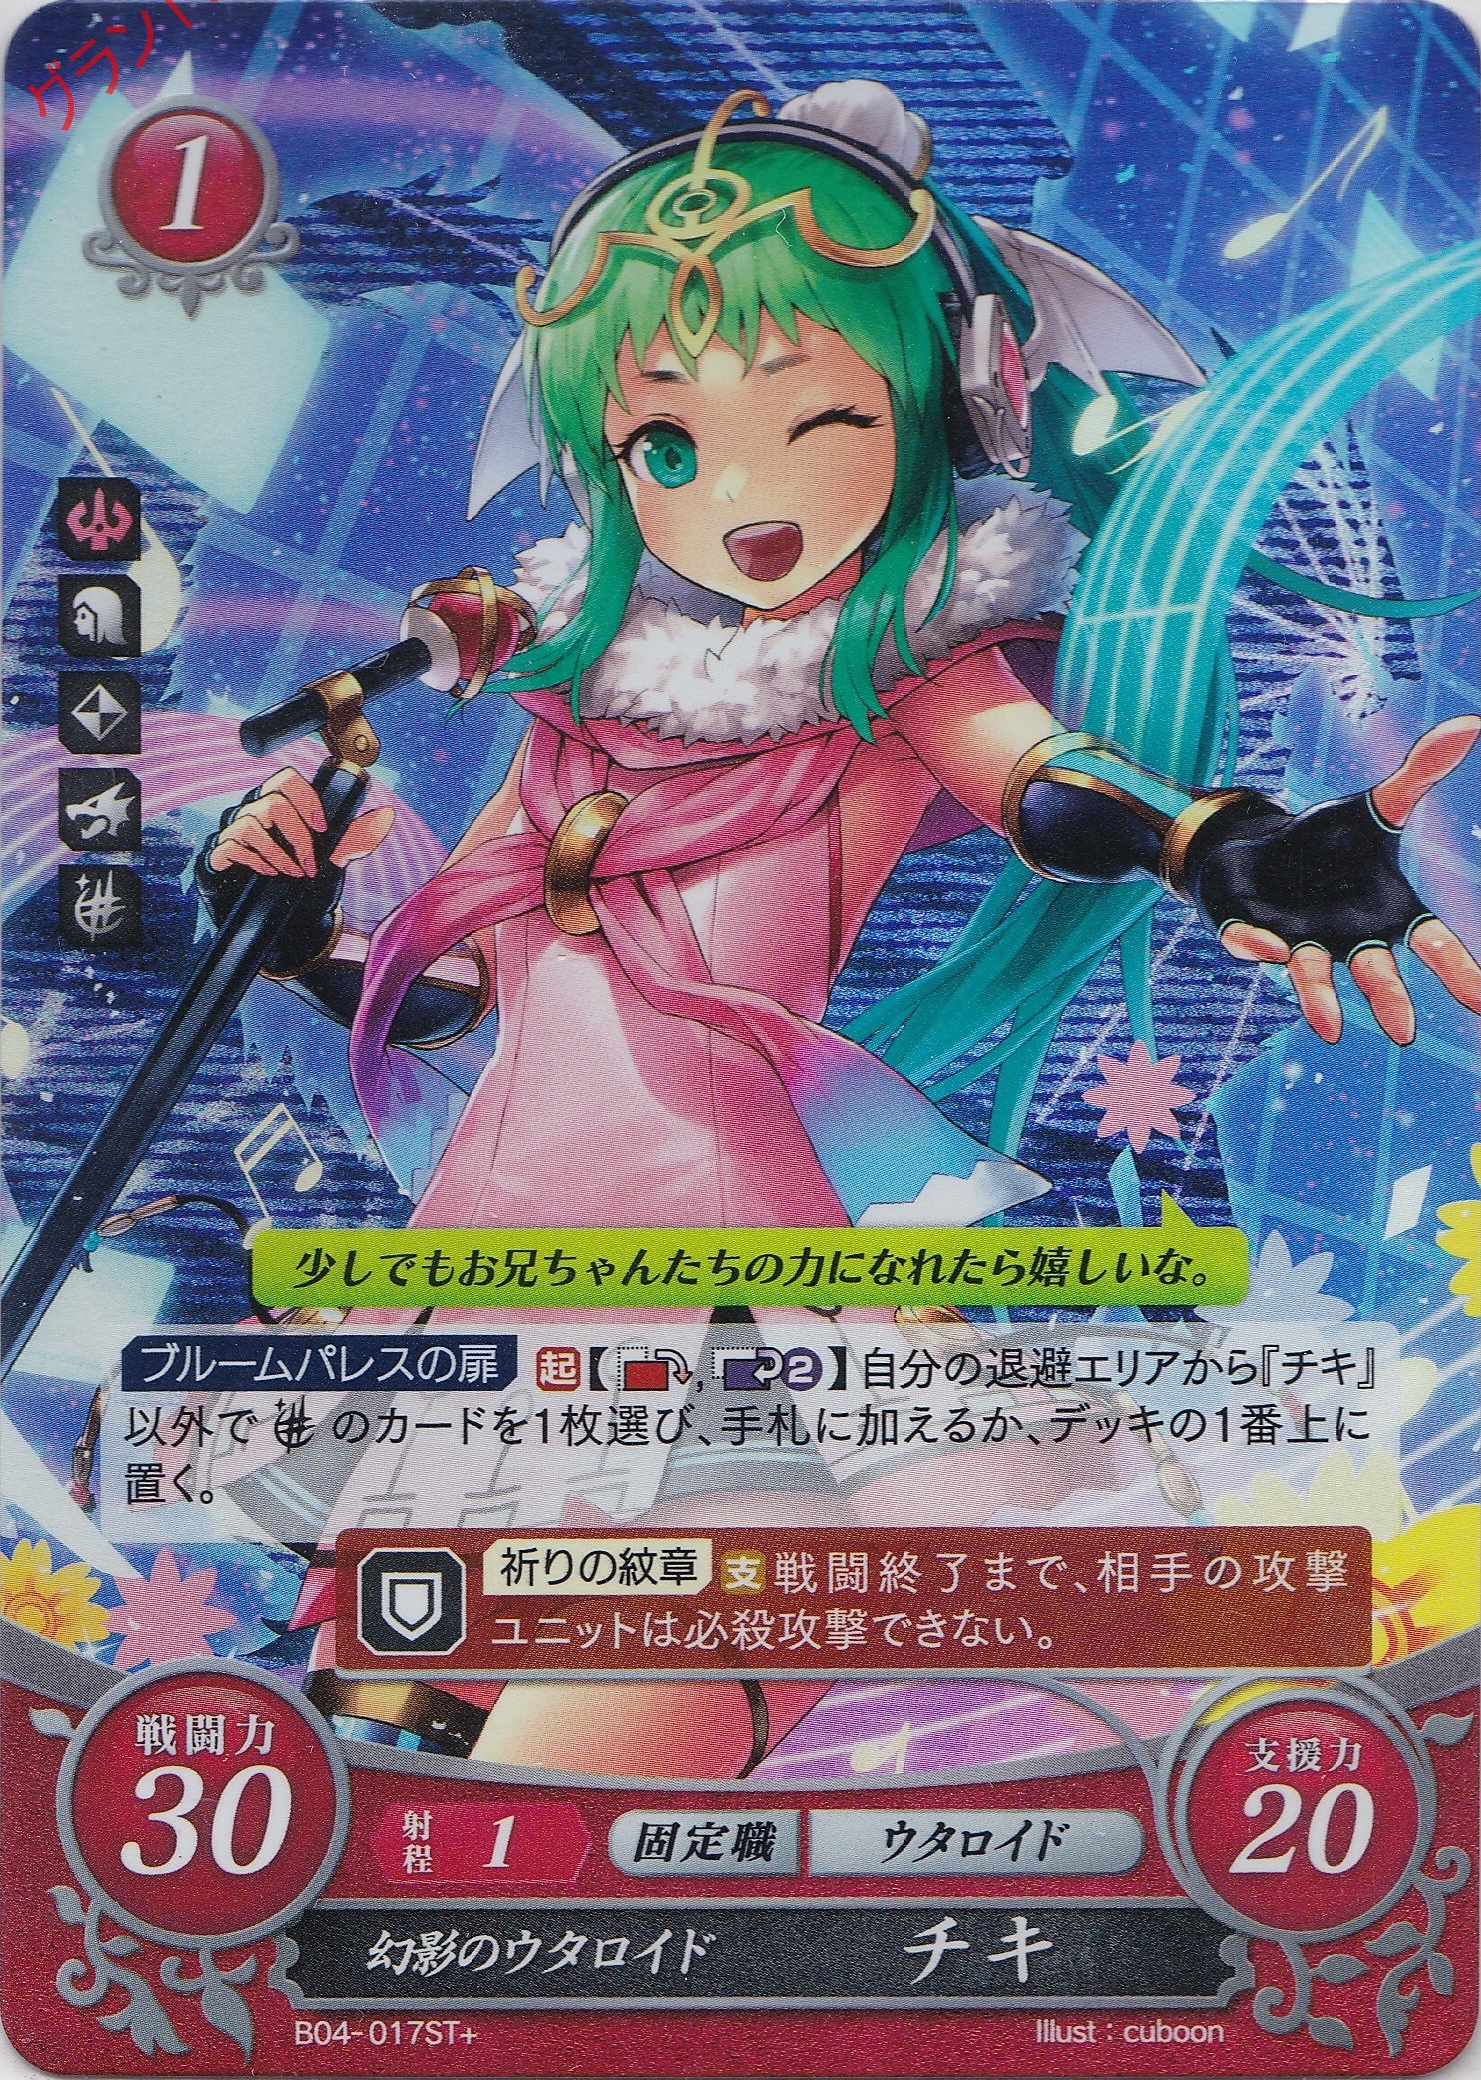 グラン
1
少しでもお兄ちゃんたちの力になれたら嬉しいな。
ブルームパレスの扉 起【 , 2】自分の退避エリアから『チキ』
以外で のカードを1枚選び、手札に加えるか、デッキの1番上に
置く。
祈りの紋章 支 戦闘終了まで、相手の攻撃
ユニットは必殺攻撃できない。
戦闘力
30
射程 1
固定職 ウタロイド
支援力
20
幻影のウタロイド チキ
B04-017ST+
Illust : cuboon